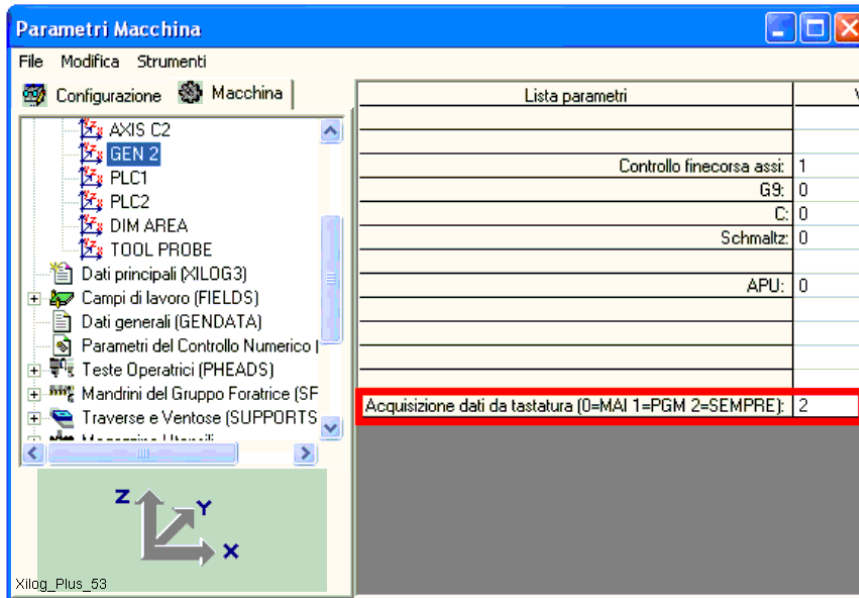 Parametri Macchina
File Modifica Strumenti
Configurazione Macchina
AXIS C2
GEN 2
PLC1
PLC2
DIM AREA
TOOL PROBE
Dati principali (XILOG3)
Campi di lavoro (FIELDS)
Dati generali (GENDATA)
Parametri del Controllo Numerico (
Teste Operatrici (PHEADS)
Mandrini del Gruppo Foratrice (SF
Traverse e Ventose (SUPPORTS
Z
Y
X
Xilog_Plus_53
Lista parametri V
Controllo finecorsa assi: 1
G9: 0
C: 0
Schmaltz: 0
APU: 0
Acquisizione dati da tastatura (0=MAI 1=PGM 2=SEMPRE): 2